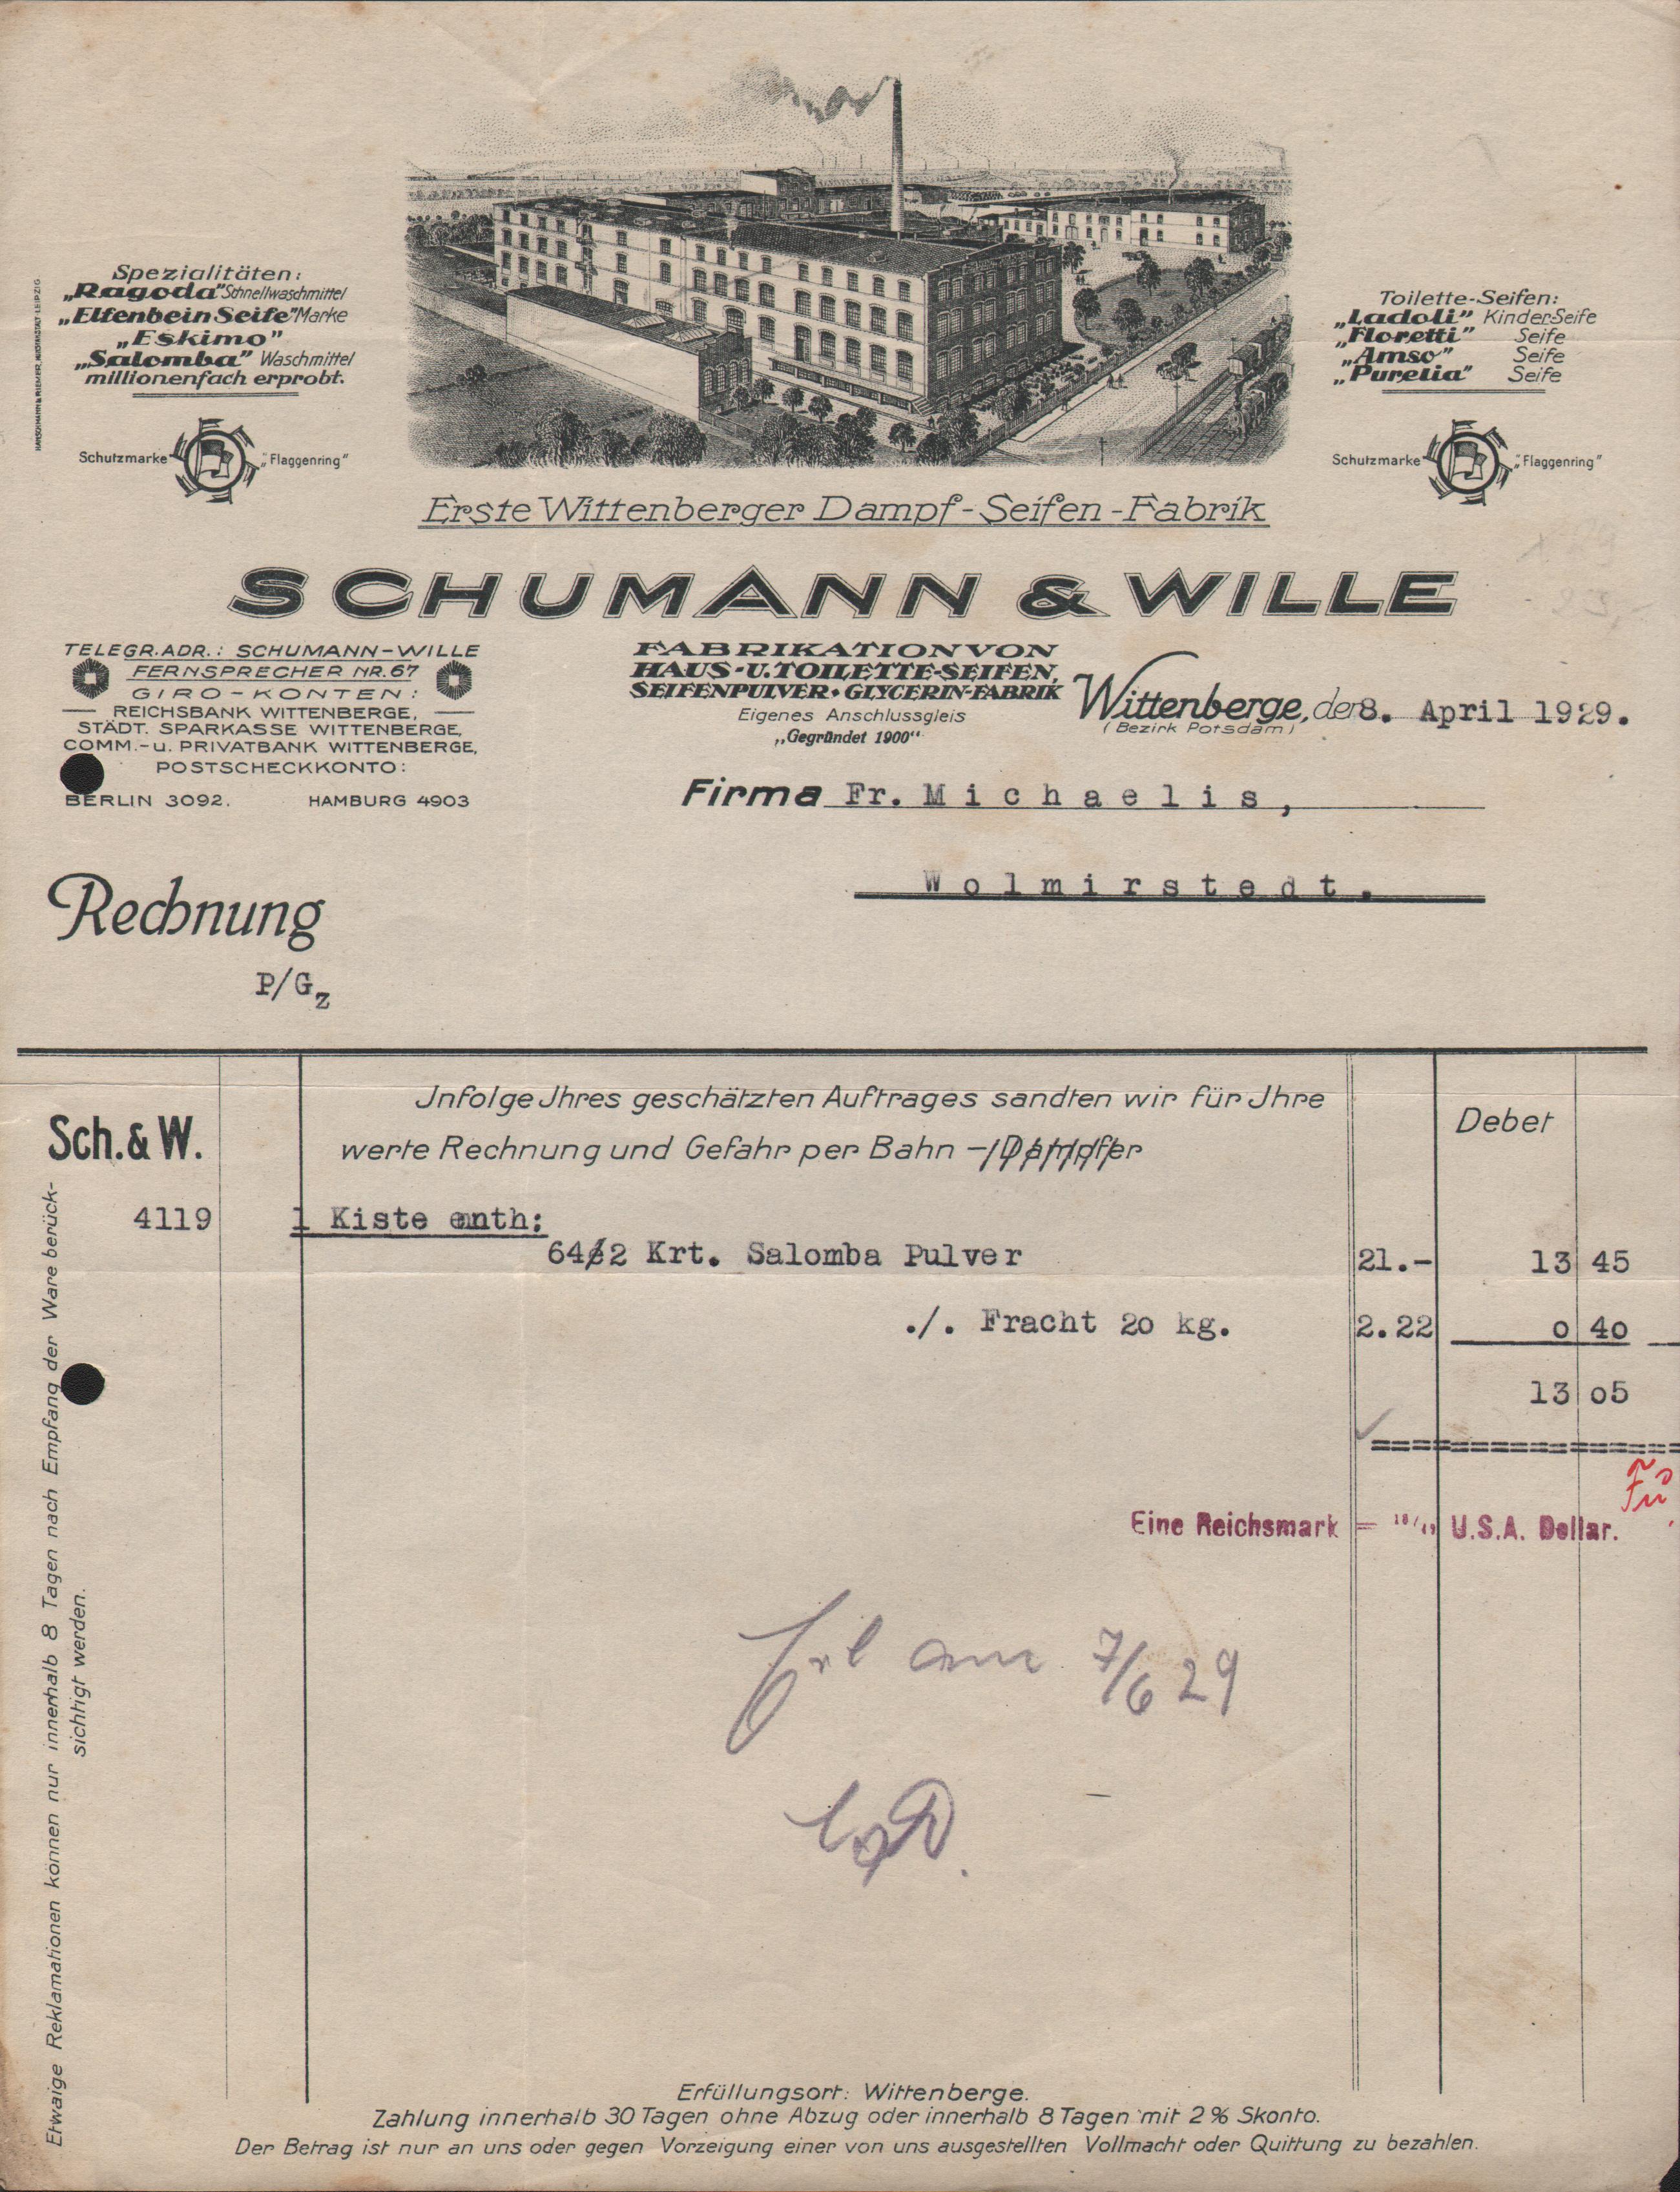 Spezialitäten:
„Ragoda" Schnellwaschmittel
„Elfenbein Seife" Marke
„Eskimo"
„Salomba" Waschmittel
millionenfach erprobt.
Schutzmarke „Flaggenring"
Toilette-Seifen:
„Ladoli" Kinder-Seife
„Floretti" Seife
„Amso" Seife
„Purelia" Seife
Schutzmarke „Flaggenring"
Erste Wittenberger Dampf-Seifen-Fabrik
SCHUMANN & WILLE
TELEGR.ADR.: SCHUMANN-WILLE
FERNSPRECHER NR. 67
GIRO-KONTEN:
REICHSBANK WITTENBERGE,
STÄDT. SPARKASSE WITTENBERGE,
COMM.-u. PRIVATBANK WITTENBERGE,
POSTSCHECKKONTO:
BERLIN 3092. HAMBURG 4903
FABRIKATION VON
HAUS-U.TOILETTE-SEIFEN,
SEIFENPULVER • GLYCERIN-FABRIK
Eigenes Anschlussgleis
„Gegründet 1900"
Wittenberge, den 8. April 1929.
(Bezirk Potsdam)
Firma Fr. Michaelis,
Wolmirstedt.
Rechnung
P/Gz
Sch. & W.
Jnfolge Jhres geschätzten Auftrages sandten wir für Jhre
werte Rechnung und Gefahr per Bahn – Dampfer
Debet
4119 1 Kiste enth:
64 2 Krt. Salomba Pulver 21.- 13 45
./. Fracht 20 kg. 2.22 0 40
13 05
Eine Reichsmark = U.S.A. Dollar.
Erl am 7/6 29
Etwaige Reklamationen können nur innerhalb 8 Tagen nach Empfang der Ware berück-
sichtigt werden.
Erfüllungsort: Wittenberge.
Zahlung innerhalb 30 Tagen ohne Abzug oder innerhalb 8 Tagen mit 2% Skonto.
Der Betrag ist nur an uns oder gegen Vorzeigung einer von uns ausgestellten Vollmacht oder Quittung zu bezahlen.